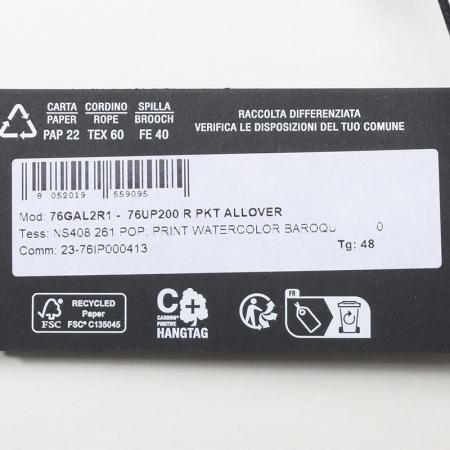 CARTA CORDINO SPILLA
PAPER ROPE BROOCH
PAP 22 TEX 60 FE 40
RACCOLTA DIFFERENZIATA
VERIFICA LE DISPOSIZIONI DEL TUO COMUNE
8 052019 559095
Mod: 76GAL2R1 - 76UP200 R PKT ALLOVER
Tess: NS408 261 POP. PRINT WATERCOLOR BAROQU 0
Comm: 23-76IP000413
Tg: 48
FSC
RECYCLED
Paper
FSC® C135045
C+
CARBON+
POSITIVE
HANGTAG
FR